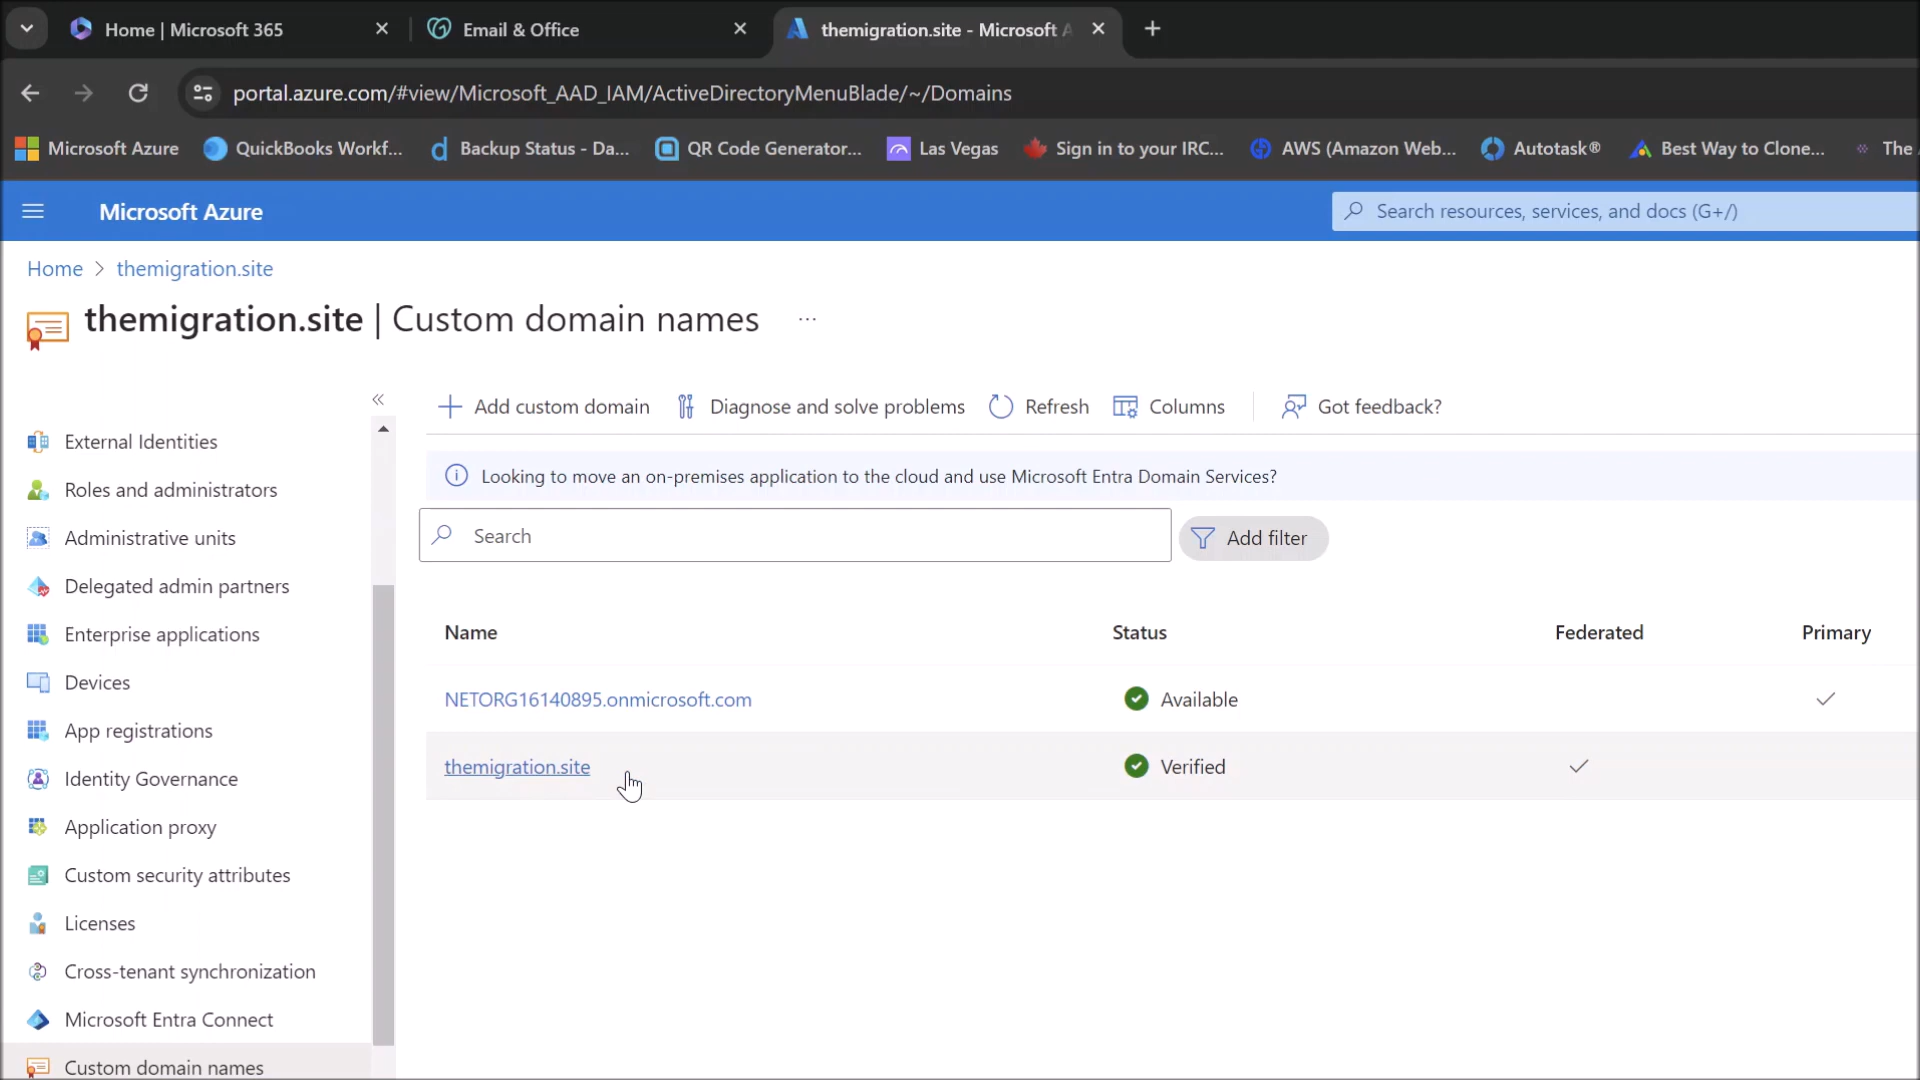 Home | Microsoft 365
Email & Office
themigration.site - Microsoft A
portal.azure.com/#view/Microsoft_AAD_IAM/ActiveDirectoryMenuBlade/~/Domains
Microsoft Azure
QuickBooks Workf...
Backup Status - Da...
QR Code Generator...
Las Vegas
Sign in to your IRC...
AWS (Amazon Web...
Autotask®
Best Way to Clone...
The
Microsoft Azure
Search resources, services, and docs (G+/)
Home > themigration.site
themigration.site | Custom domain names
...
Add custom domain
Diagnose and solve problems
Refresh
Columns
Got feedback?
Looking to move an on-premises application to the cloud and use Microsoft Entra Domain Services?
Search
Add filter
External Identities
Roles and administrators
Administrative units
Delegated admin partners
Enterprise applications
Devices
App registrations
Identity Governance
Application proxy
Custom security attributes
Licenses
Cross-tenant synchronization
Microsoft Entra Connect
Custom domain names
Name Status Federated Primary
NETORG16140895.onmicrosoft.com Available
themigration.site Verified